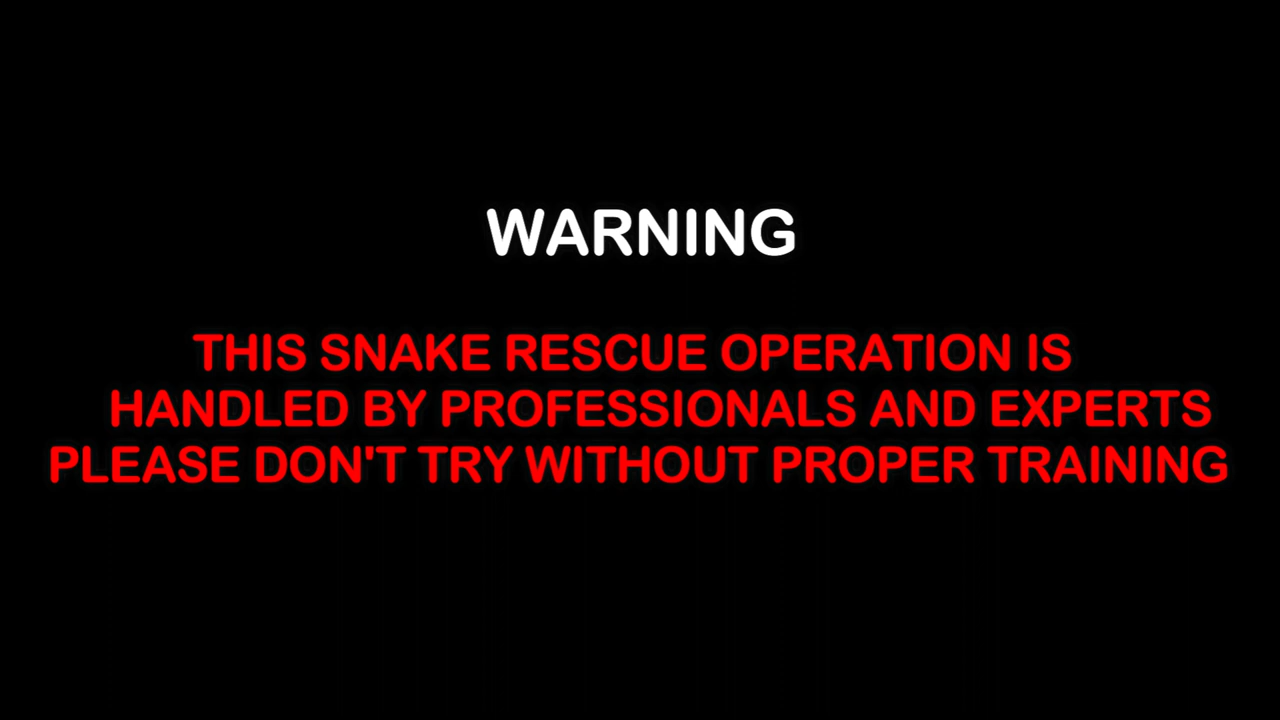 WARNING
THIS SNAKE RESCUE OPERATION IS
HANDLED BY PROFESSIONALS AND EXPERTS
PLEASE DON'T TRY WITHOUT PROPER TRAINING